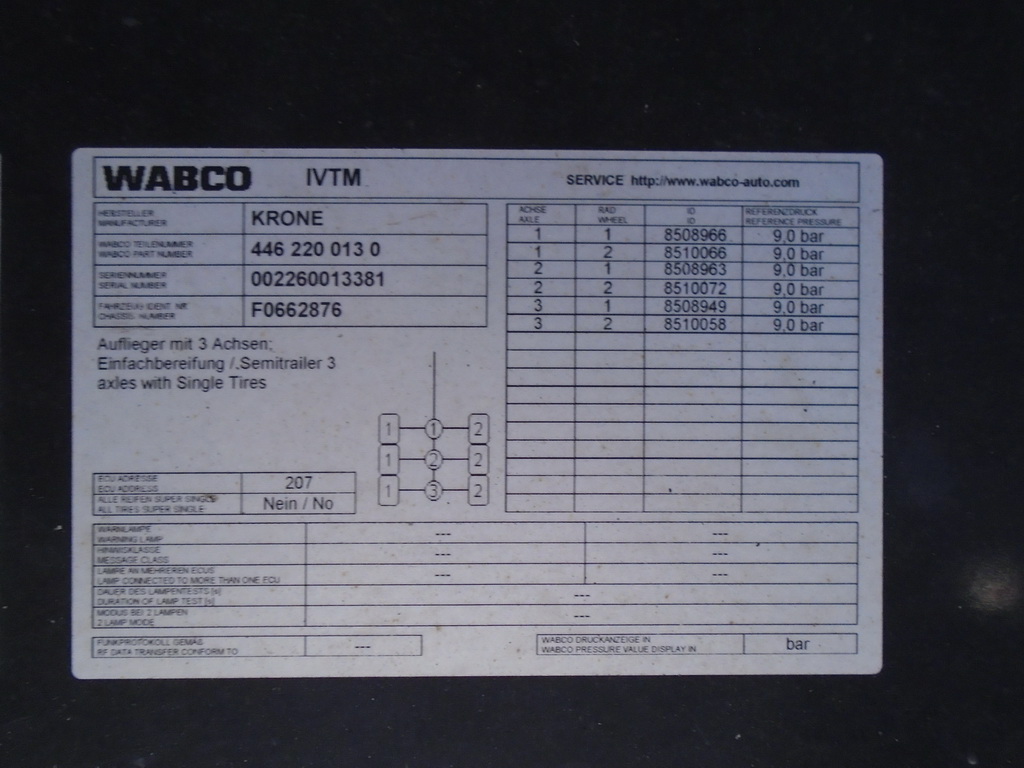 WABCO IVTM SERVICE http://www.wabco-auto.com
HERSTELLER
MANUFACTURER
KRONE
WABCO TEILENUMMER
WABCO PART NUMBER
446 220 013 0
SERIENNUMMER
SERIAL NUMBER
002260013381
FAHRZEUG-IDENT. NR
CHASSIS NUMBER
F0662876
Auflieger mit 3 Achsen;
Einfachbereifung / Semitrailer 3
axles with Single Tires
1 1 2
1 2 2
1 3 2
ECU ADRESSE
ECU ADDRESS
207
ALLE REIFEN SUPER SINGLE
ALL TIRES SUPER SINGLE
Nein / No
ACHSE RAD ID REFERENZDRUCK
AXLE WHEEL ID REFERENCE PRESSURE
1 1 8508966 9,0 bar
1 2 8510066 9,0 bar
2 1 8508963 9,0 bar
2 2 8510072 9,0 bar
3 1 8508949 9,0 bar
3 2 8510058 9,0 bar
WARNLAMPE
WARNING LAMP
--- ---
HINWEISKLASSE
MESSAGE CLASS
--- ---
LAMPE AN MEHREREN ECUS
LAMP CONNECTED TO MORE THAN ONE ECU
--- ---
DAUER DES LAMPENTESTS [s]
DURATION OF LAMP TEST [s]
---
MODUS BEI 2 LAMPEN
2 LAMP MODE
---
FUNKPROTOKOLL GEMÄS
RF DATA TRANSFER CONFORM TO
---
WABCO DRUCKANZEIGE IN
WABCO PRESSURE VALUE DISPLAY IN
bar